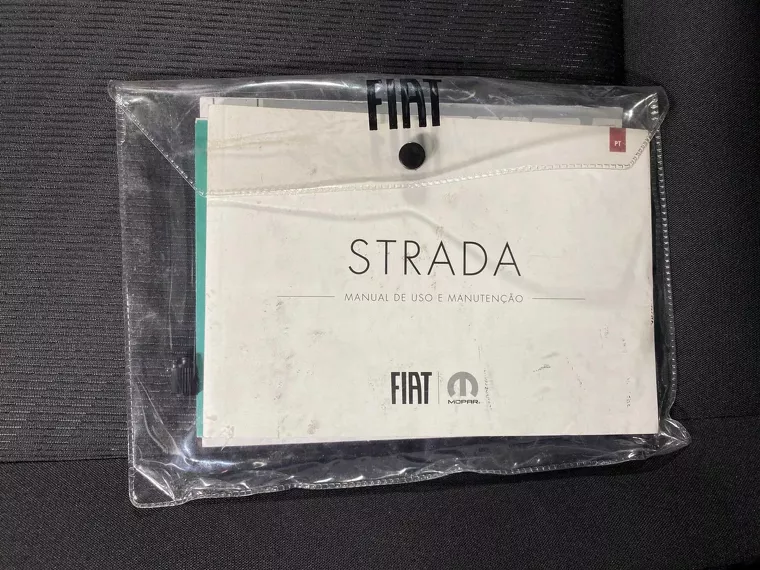 FIAT
PT
STRADA
MANUAL DE USO E MANUTENÇÃO
FIAT
MOPAR